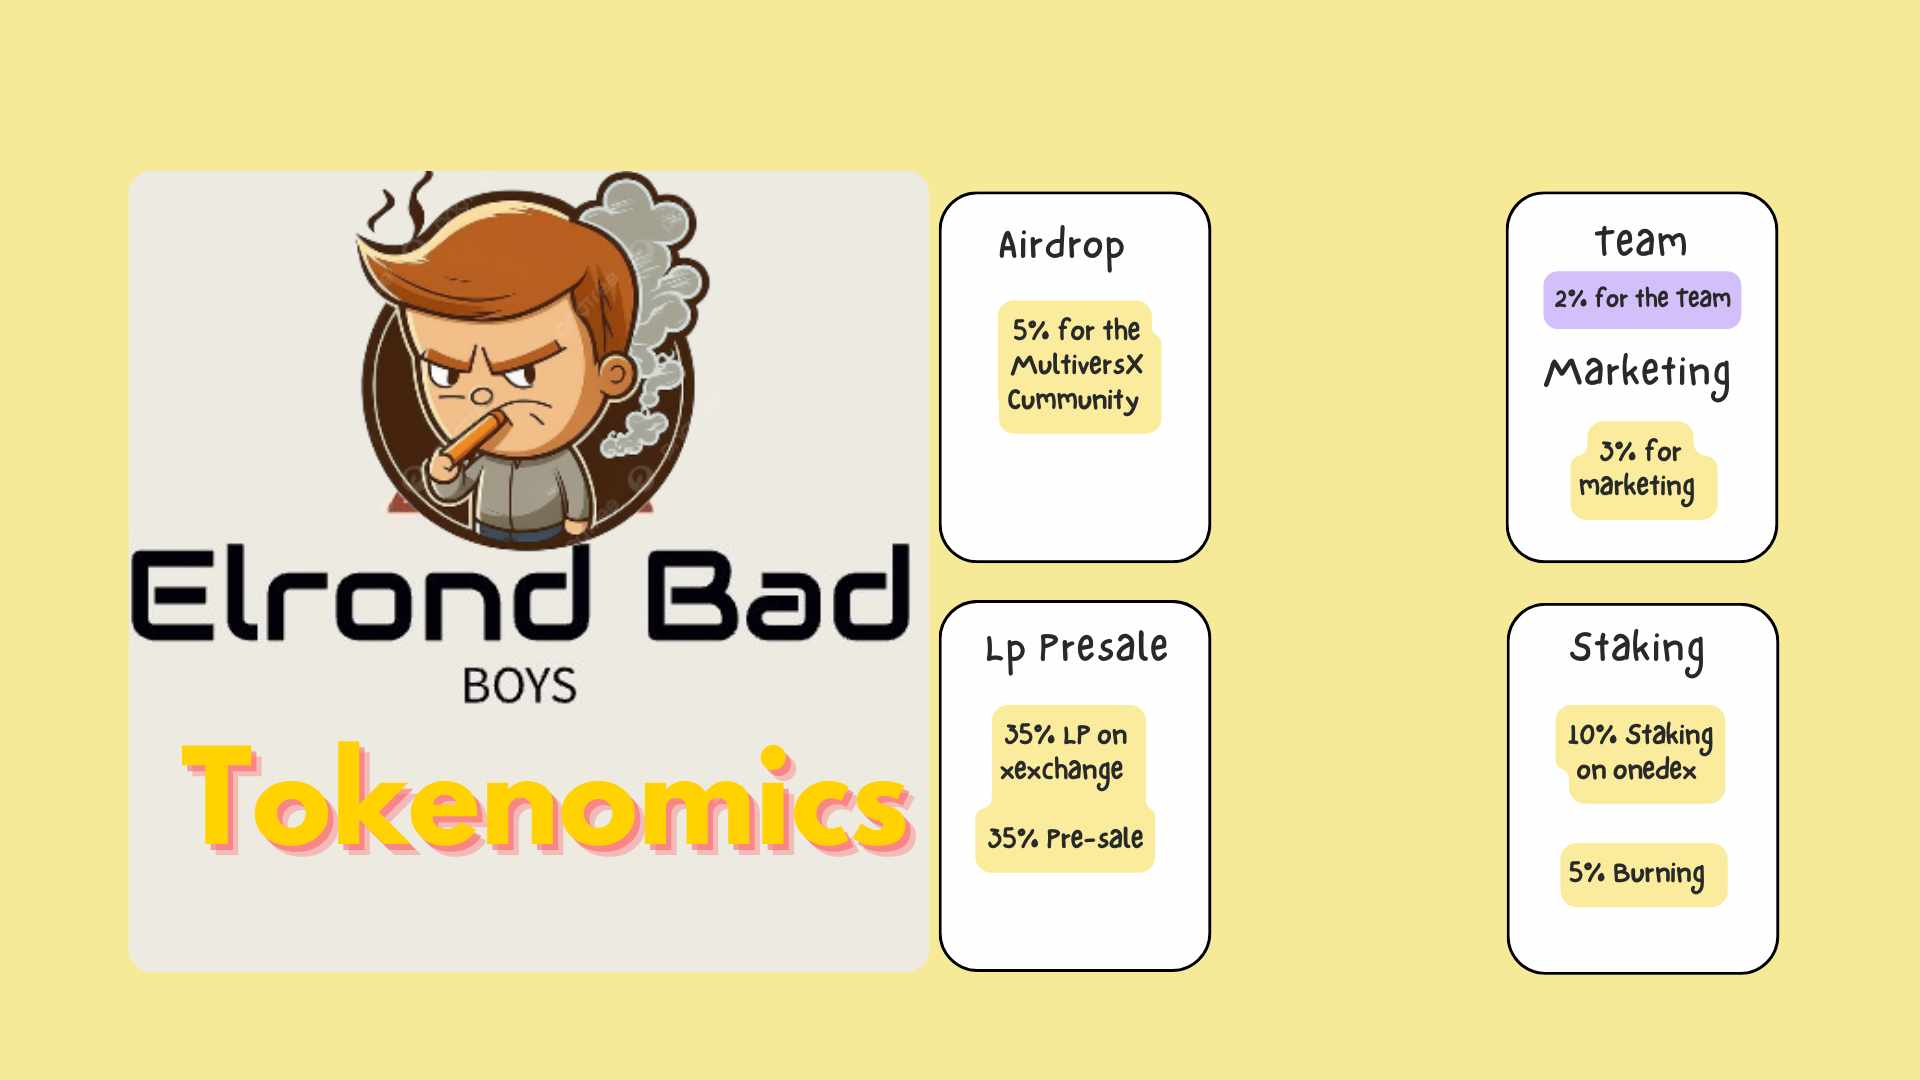 Elrond Bad
BOYS
Tokenomics
Airdrop
5% for the
MultiversX
Cummunity
Team
2% for the team
Marketing
3% for
marketing
Lp Presale
35% LP on
xexchange
35% Pre-sale
Staking
10% Staking
on onedex
5% Burning